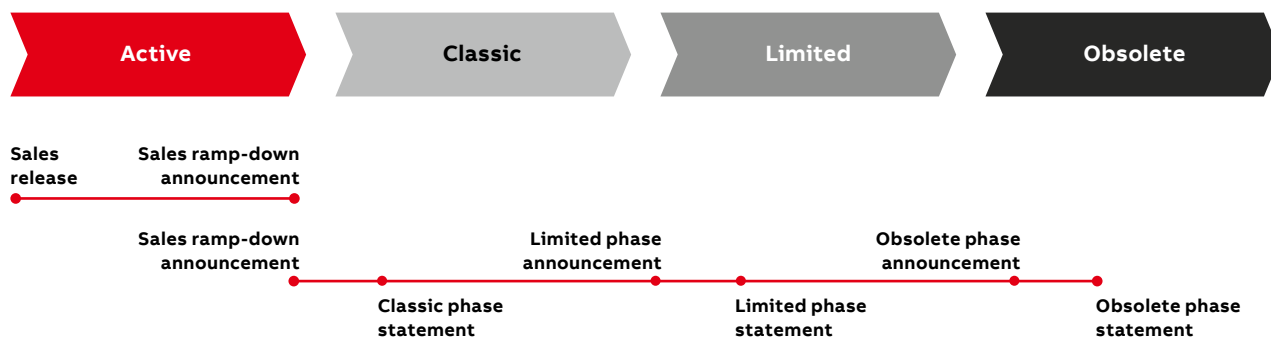 Active
Classic
Limited
Obsolete
Sales
release
Sales ramp-down
announcement
Sales ramp-down
announcement
Limited phase
announcement
Obsolete phase
announcement
Classic phase
statement
Limited phase
statement
Obsolete phase
statement